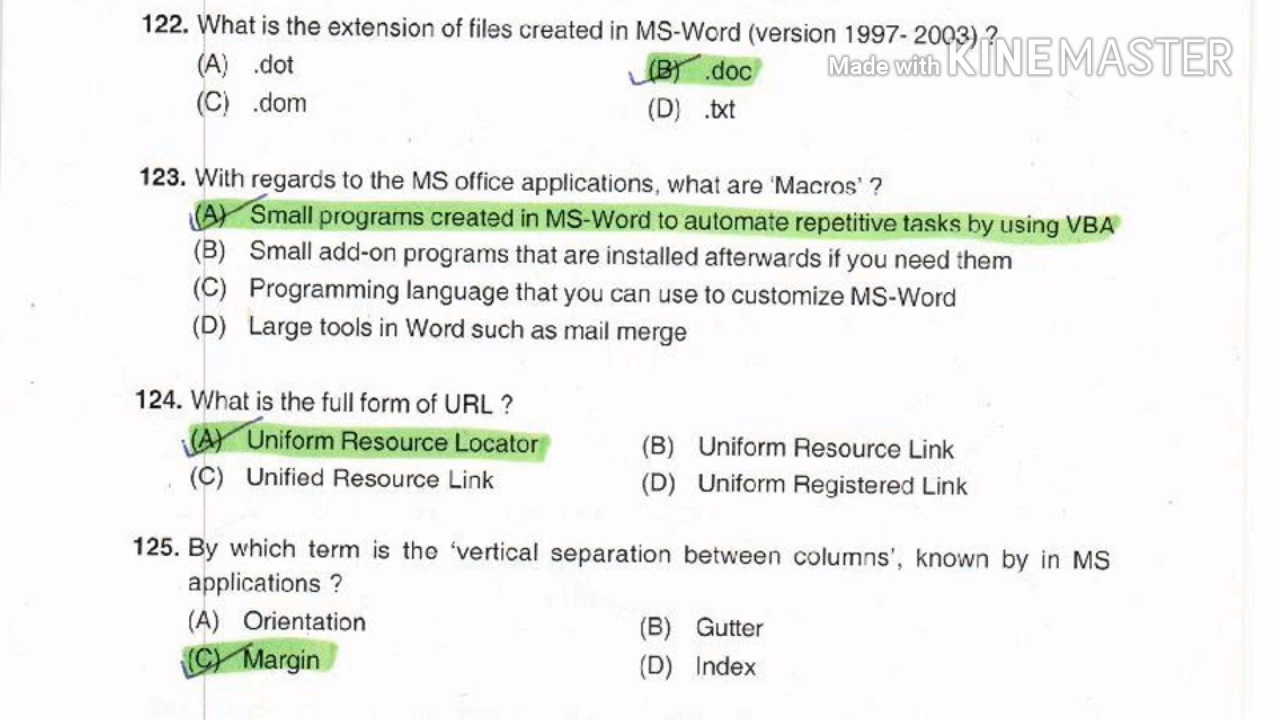 122. What is the extension of files created in MS-Word (version 1997- 2003) ?
Made with KINEMASTER
(A) .dot
(B) .doc
(C) .dom
(D) .txt
123. With regards to the MS office applications, what are ‘Macros’ ?
(A) Small programs created in MS-Word to automate repetitive tasks by using VBA
(B) Small add-on programs that are installed afterwards if you need them
(C) Programming language that you can use to customize MS-Word
(D) Large tools in Word such as mail merge
124. What is the full form of URL ?
(A) Uniform Resource Locator
(B) Uniform Resource Link
(C) Unified Resource Link
(D) Uniform Registered Link
125. By which term is the ‘vertical separation between columns’, known by in MS
applications ?
(A) Orientation
(B) Gutter
(C) Margin
(D) Index